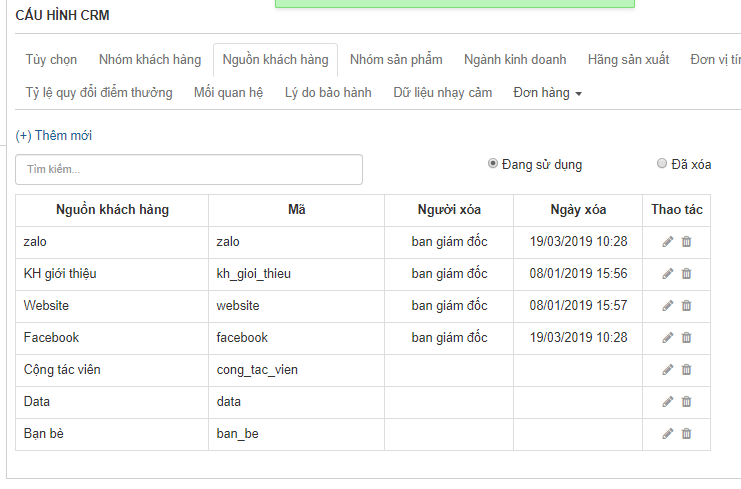 CẤU HÌNH CRM
Tùy chọn Nhóm khách hàng Nguồn khách hàng Nhóm sản phẩm Ngành kinh doanh Hãng sản xuất Đơn vị
Tỷ lệ quy đổi điểm thưởng Mối quan hệ Lý do bảo hành Dữ liệu nhạy cảm Đơn hàng
(+) Thêm mới
Tìm kiếm... Đang sử dụng Đã xóa
Nguồn khách hàng Mã Người xóa Ngày xóa Thao tác
zalo zalo ban giám đốc 19/03/2019 10:28
KH giới thiệu kh_gioi_thieu ban giám đốc 08/01/2019 15:56
Website website ban giám đốc 08/01/2019 15:57
Facebook facebook ban giám đốc 19/03/2019 10:28
Cộng tác viên cong_tac_vien
Data data
Bạn bè ban_be